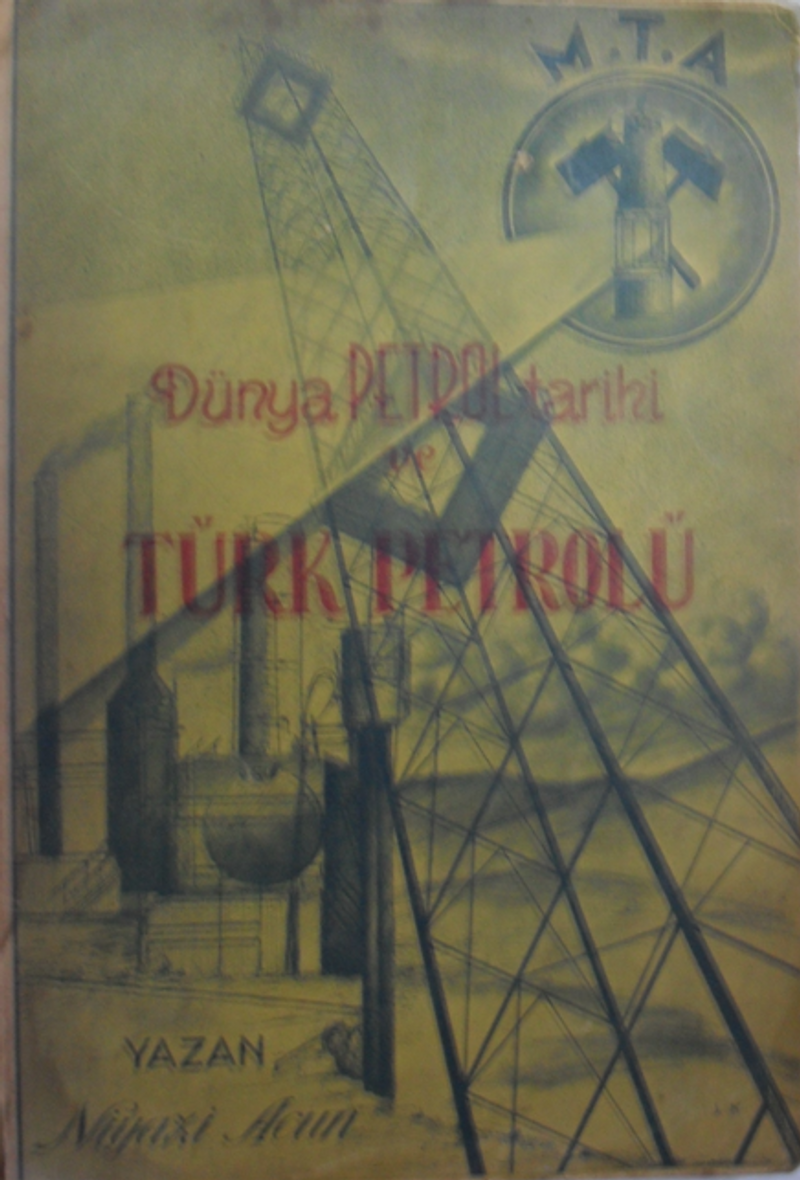 M.T.A
Dünya PETROL tarihi
ve
TÜRK PETROLÜ
YAZAN
Niyazi Acun